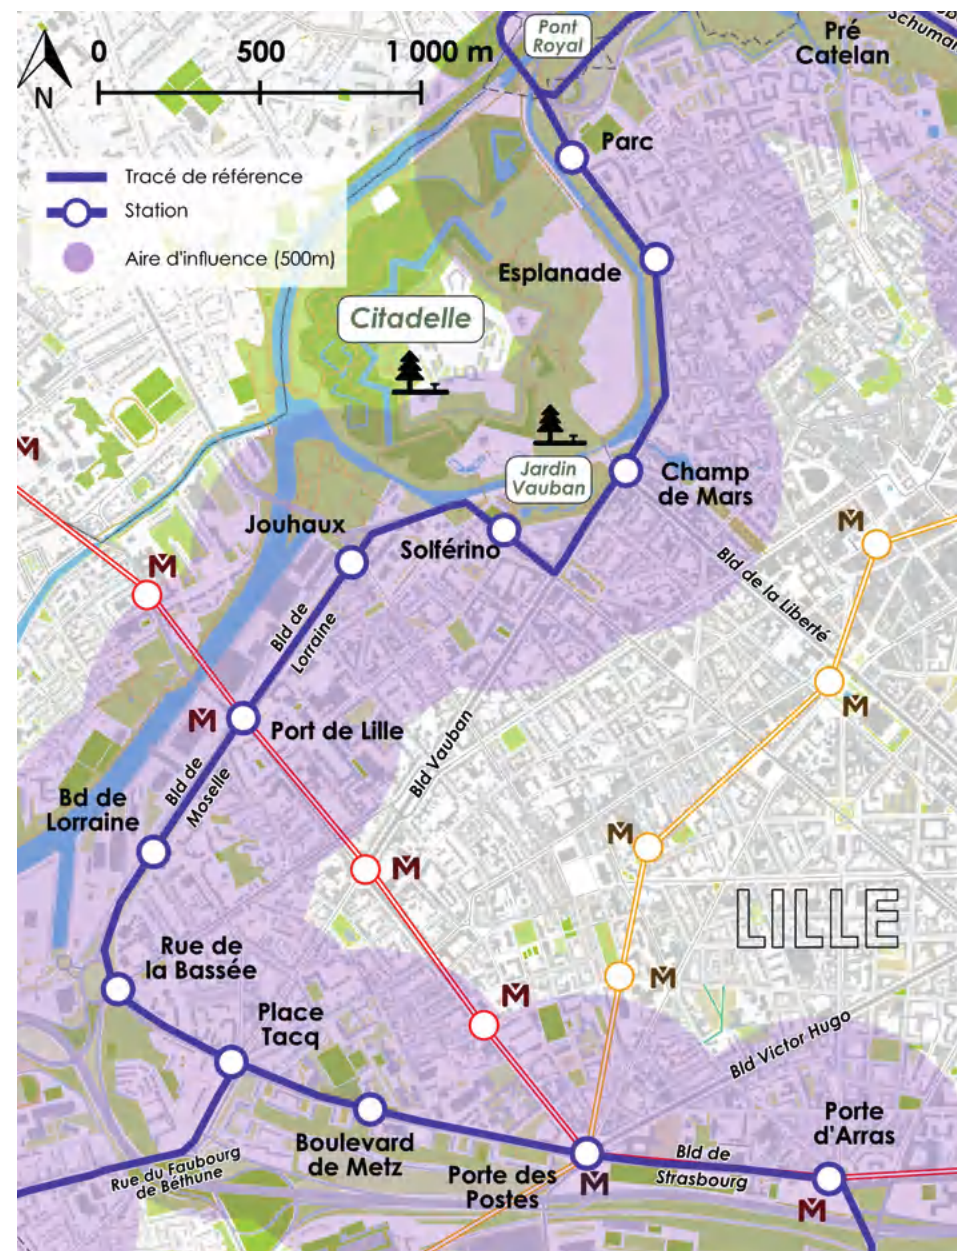 Pont
Royal
Pré
Catelan
Schuman
0 500 1 000 m
N
Parc
Tracé de référence
Station
Aire d'influence (500m)
Esplanade
Citadelle
Jardin
Vauban
Champ
de Mars
M
Jouhaux
Solférino
M
M
Bld de la Liberté
Bld de
Lorraine
M
Port de Lille
M
Bld Vauban
Bld de
Moselle
Bd de
Lorraine
M
M
LILLE
Rue de
la Bassée
M
M
Place
Tacq
Bld Victor Hugo
Boulevard
de Metz
Porte
d'Arras
Bld de
Strasbourg
Rue du Faubourg
de Béthune
Porte des
Postes
M
M